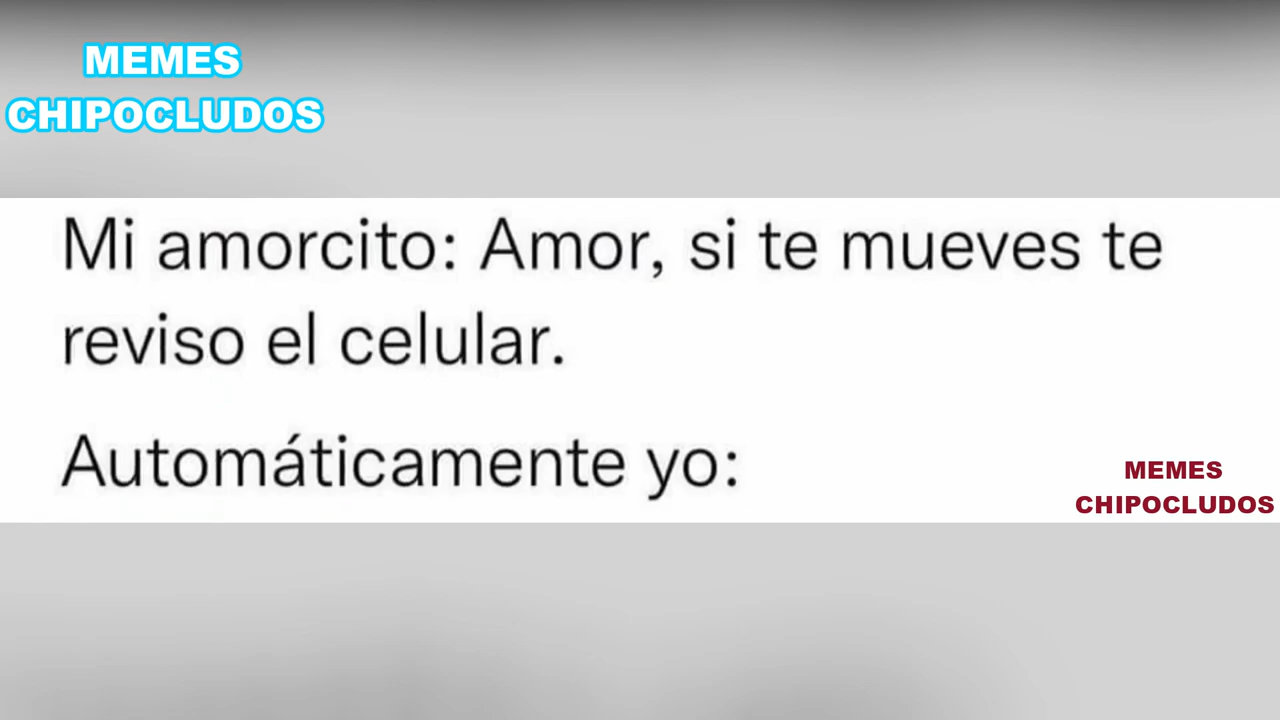 MEMES
CHIPOCLUDOS
Mi amorcito: Amor, si te mueves te
reviso el celular.
Automáticamente yo:
MEMES
CHIPOCLUDOS